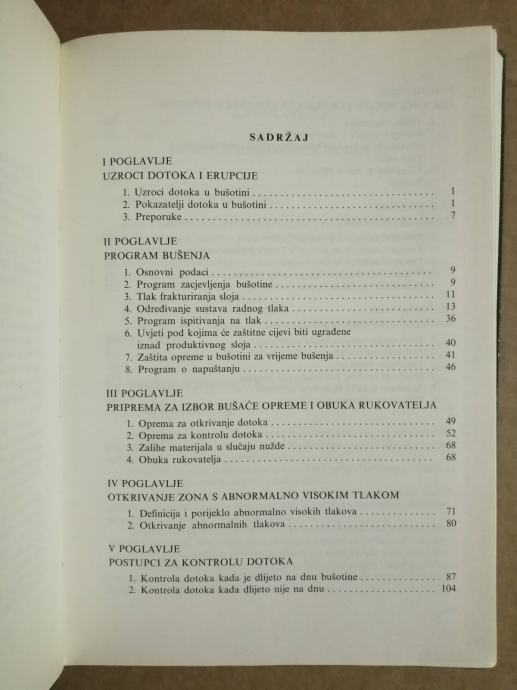 SADRŽAJ
I POGLAVLJE
UZROCI DOTOKA I ERUPCIJE
1. Uzroci dotoka u bušotini . . . . . . . . . . 1
2. Pokazatelji dotoka u bušotini . . . . . . . . . . 1
3. Preporuke . . . . . . . . . . 7
II POGLAVLJE
PROGRAM BUŠENJA
1. Osnovni podaci . . . . . . . . . . 9
2. Program zacjevljenja bušotine . . . . . . . . . . 9
3. Tlak frakturiranja sloja . . . . . . . . . . 11
4. Određivanje sustava radnog tlaka . . . . . . . . . . 13
5. Program ispitivanja na tlak . . . . . . . . . . 36
6. Uvjeti pod kojima će zaštitne cijevi biti ugrađene
iznad produktivnog sloja . . . . . . . . . . 40
7. Zaštita opreme u bušotini za vrijeme bušenja . . . . . . . . . . 41
8. Program o napuštanju . . . . . . . . . . 46
III POGLAVLJE
PRIPREMA ZA IZBOR BUŠAĆE OPREME I OBUKA RUKOVATELJA
1. Oprema za otkrivanje dotoka . . . . . . . . . . 49
2. Oprema za kontrolu dotoka . . . . . . . . . . 52
3. Zalihe materijala u slučaju nužde . . . . . . . . . . 68
4. Obuka rukovatelja . . . . . . . . . . 68
IV POGLAVLJE
OTKRIVANJE ZONA S ABNORMALNO VISOKIM TLAKOM
1. Definicija i porijeklo abnormalno visokih tlakova . . . . . . . . . . 71
2. Otkrivanje abnormalnih tlakova . . . . . . . . . . 80
V POGLAVLJE
POSTUPCI ZA KONTROLU DOTOKA
1. Kontrola dotoka kada je dlijeto na dnu bušotine . . . . . . . . . . 87
2. Kontrola dotoka kada dlijeto nije na dnu . . . . . . . . . . 104